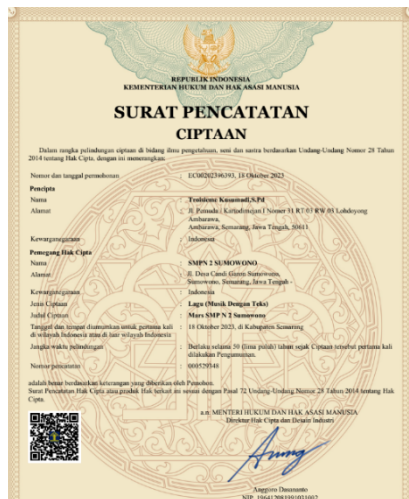 REPUBLIK INDONESIA
KEMENTERIAN HUKUM DAN HAK ASASI MANUSIA
SURAT PENCATATAN
CIPTAAN
Dalam rangka pelindungan ciptaan di bidang ilmu pengetahuan, seni dan sastra berdasarkan Undang-Undang Nomor 28 Tahun
2014 tentang Hak Cipta, dengan ini menerangkan:
Nomor dan tanggal permohonan : EC00202396393, 18 Oktober 2023
Pencipta
Nama : Kusumadi,S.Pd
Alamat : Jl. Pemuda ( Kartodonejan ) Nomer 31 RT 03 RW 03 Lobdoyong
Ambarawa,
Ambarawa, Semarang, Jawa Tengah, 50611
Kewarganegaraan : Indonesia
Pemegang Hak Cipta
Nama : SMPN 2 SUMOWONO
Alamat : Jl. Desa Candi Garon Sumowono,
Sumowono, Semarang, Jawa Tengah -
Kewarganegaraan : Indonesia
Jenis Ciptaan : Lagu (Musik Dengan Teks)
Judul Ciptaan : Mars SMP N 2 Sumowono
Tanggal dan tempat diumumkan untuk pertama kali : 18 Oktober 2023, di Kabupaten Semarang
di wilayah Indonesia atau di luar wilayah Indonesia
Jangka waktu pelindungan : Berlaku selama 50 (lima puluh) tahun sejak Ciptaan tersebut pertama kali
dilakukan Pengumuman.
Nomor pencatatan : 000529348
adalah benar berdasarkan keterangan yang diberikan oleh Pemohon.
Surat Pencatatan Hak Cipta atau produk Hak terkait ini sesuai dengan Pasal 72 Undang-Undang Nomor 28 Tahun 2014 tentang Hak
Cipta.
a.n. MENTERI HUKUM DAN HAK ASASI MANUSIA
Direktur Hak Cipta dan Desain Industri
Anggoro Dasananto
NIP. 196412081991031002